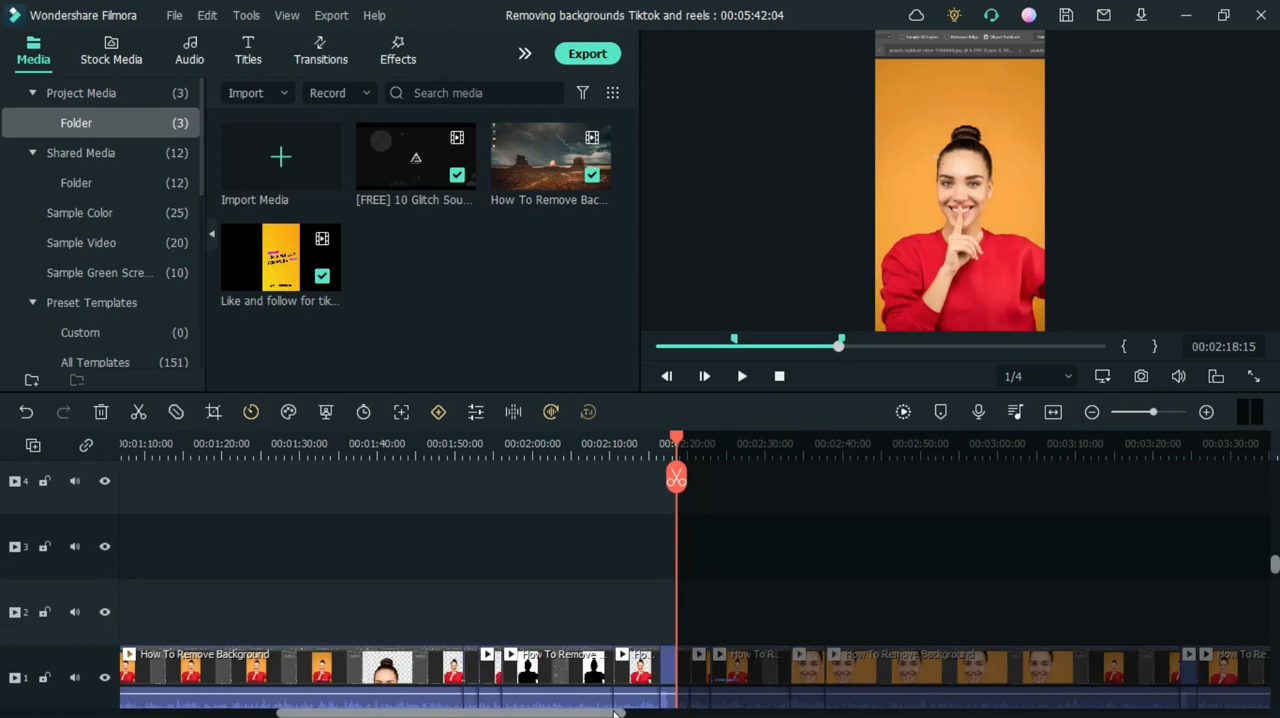 Wondershare Filmora
File Edit Tools View Export Help
Removing backgrounds Tiktok and reels : 00:05:42:04
Media
Stock Media
Audio
Titles
Transitions
Effects
Export
Project Media (3)
Folder (3)
Shared Media (12)
Folder (12)
Sample Color (25)
Sample Video (20)
Sample Green Scre... (10)
Preset Templates
Custom (0)
All Templates (151)
Import
Record
Search media
Import Media
[FREE] 10 Glitch Sou...
How To Remove Bac...
Like and follow for tik...
00:02:18:15
1/4
0:01:10:00 00:01:20:00 00:01:30:00 00:01:40:00 00:01:50:00 00:02:00:00 00:02:10:00 00:02:20:00 00:02:30:00 00:02:40:00 00:02:50:00 00:03:00:00 00:03:10:00 00:03:20:00 00:03:30:00
4
3
2
1
How To Remove Background
How To Remove...
How To R...
How To Remove Background
How To Re